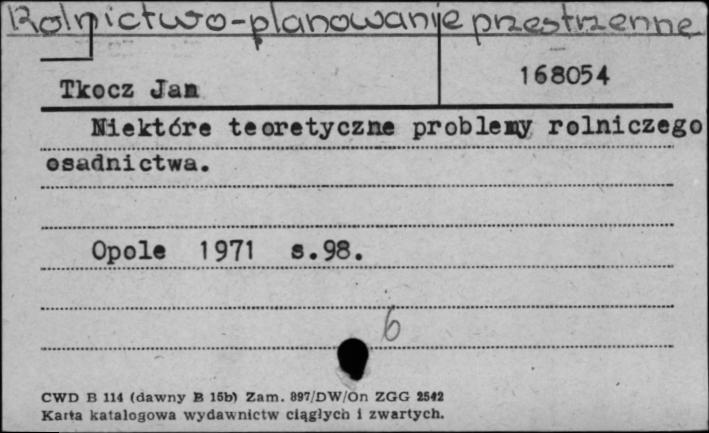 Rolnictwo-planowanie przestrzenne
168054
Tkocz Jan
Niektóre teoretyczne problemy rolniczego
osadnictwa.
Opole 1971 s.98.
6
CWD B 114 (dawny B 15b) Zam. 897/DW/On ZGG 2542
Karta katalogowa wydawnictw ciągłych i zwartych.